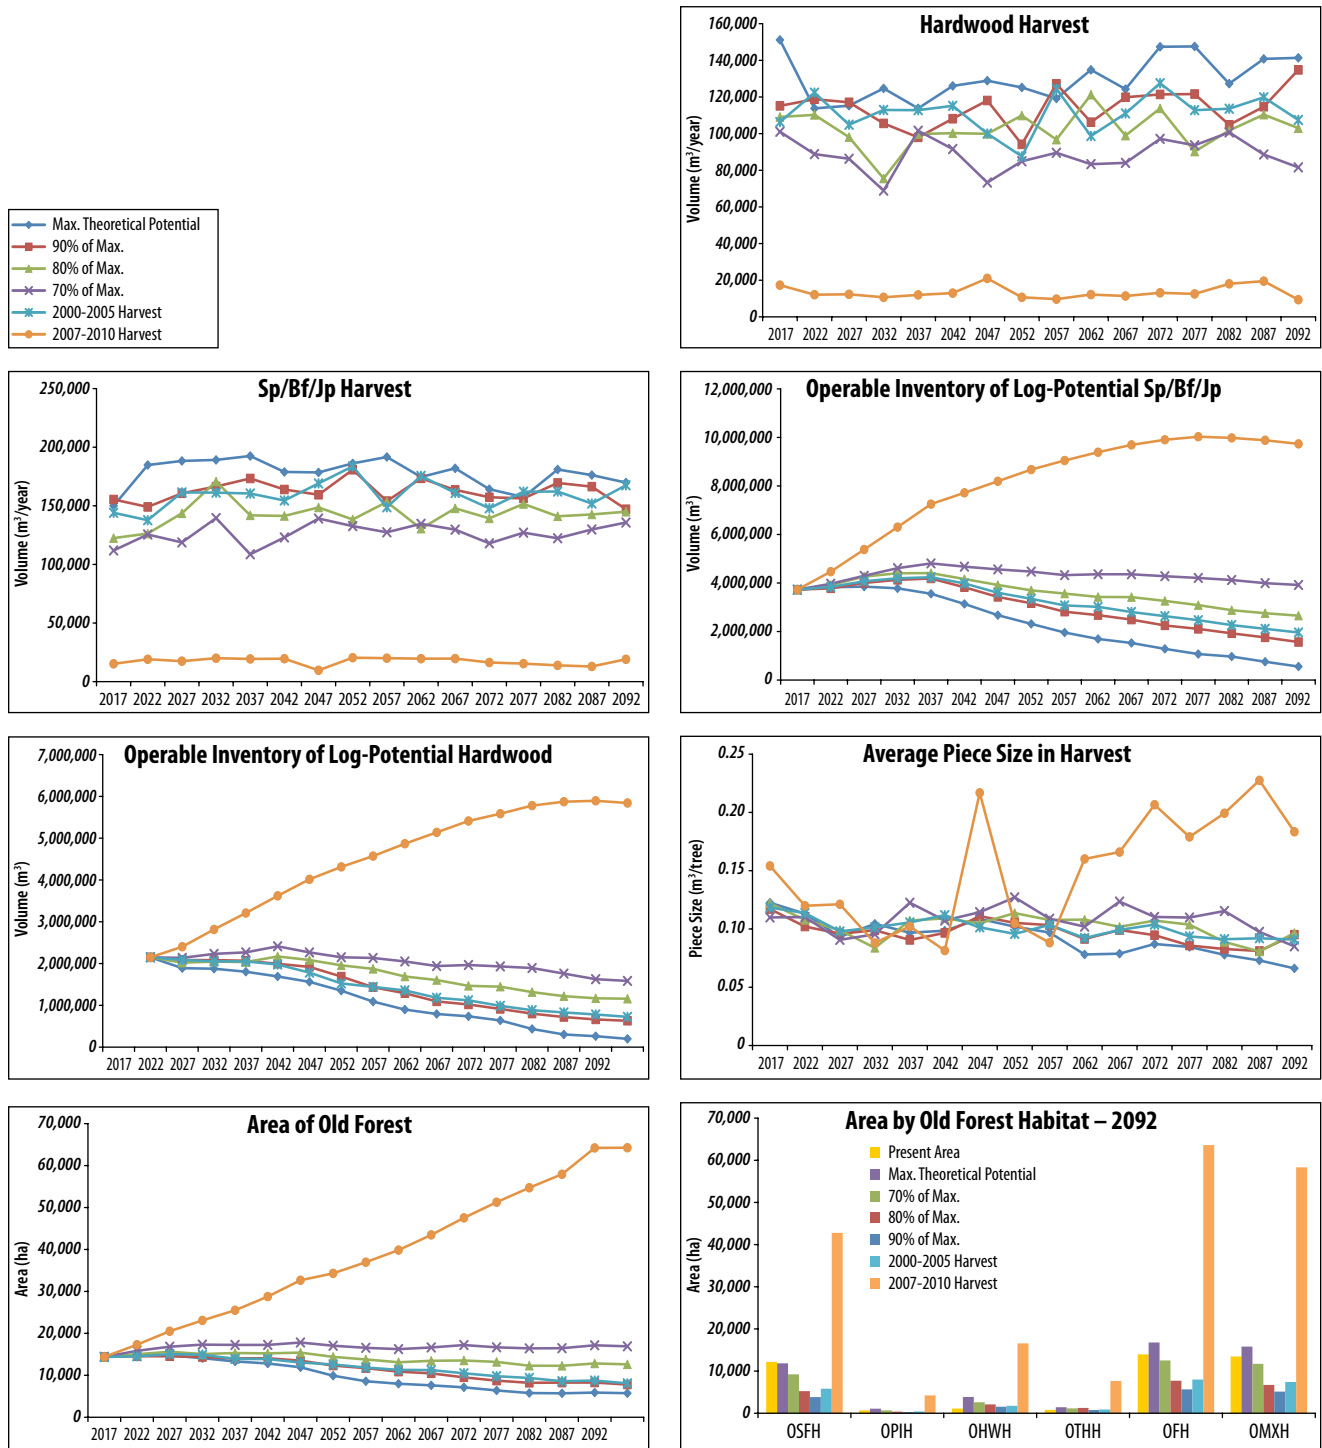 Hardwood Harvest
Volume (m³/year)
160,000
140,000
120,000
100,000
80,000
60,000
40,000
20,000
0
2017 2022 2027 2032 2037 2042 2047 2052 2057 2062 2067 2072 2077 2082 2087 2092
Max. Theoretical Potential
90% of Max.
80% of Max.
70% of Max.
2000-2005 Harvest
2007-2010 Harvest
Sp/Bf/Jp Harvest
Volume (m³/year)
250,000
200,000
150,000
100,000
50,000
0
2017 2022 2027 2032 2037 2042 2047 2052 2057 2062 2067 2072 2077 2082 2087 2092
Operable Inventory of Log-Potential Sp/Bf/Jp
Volume (m³)
12,000,000
10,000,000
8,000,000
6,000,000
4,000,000
2,000,000
0
2017 2022 2027 2032 2037 2042 2047 2052 2057 2062 2067 2072 2077 2082 2087 2092
Operable Inventory of Log-Potential Hardwood
Volume (m³)
7,000,000
6,000,000
5,000,000
4,000,000
3,000,000
2,000,000
1,000,000
0
2017 2022 2027 2032 2037 2042 2047 2052 2057 2062 2067 2072 2077 2082 2087 2092
Average Piece Size in Harvest
Piece Size (m³/tree)
0.25
0.20
0.15
0.10
0.05
0
2017 2022 2027 2032 2037 2042 2047 2052 2057 2062 2067 2072 2077 2082 2087 2092
Area of Old Forest
Area (ha)
70,000
60,000
50,000
40,000
30,000
20,000
10,000
0
2017 2022 2027 2032 2037 2042 2047 2052 2057 2062 2067 2072 2077 2082 2087 2092
Area by Old Forest Habitat – 2092
Area (ha)
70,000
60,000
50,000
40,000
30,000
20,000
10,000
0
Present Area
Max. Theoretical Potential
70% of Max.
80% of Max.
90% of Max.
2000-2005 Harvest
2007-2010 Harvest
OSFH OPIH OHWH OTHH OFH OMXH